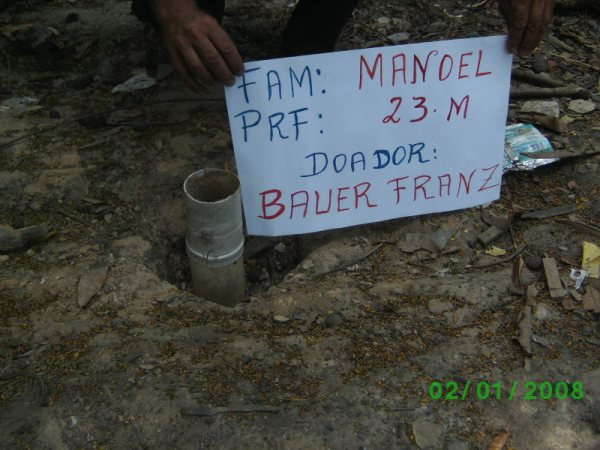 FAM: MANOEL
PRF: 23.M
DOADOR:
BAUER FRANZ
02/01/2008